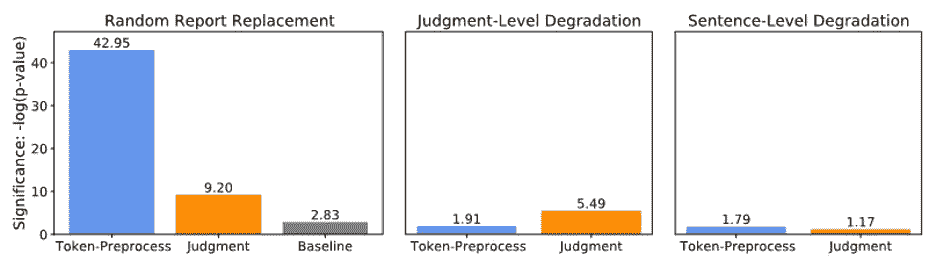 Random Report Replacement
Judgment-Level Degradation
Sentence-Level Degradation
Significance: -log(p-value)
40
30
20
10
0
42.95
9.20
2.83
Token-Preprocess
Judgment
Baseline
1.91
5.49
Token-Preprocess
Judgment
1.79
1.17
Token-Preprocess
Judgment